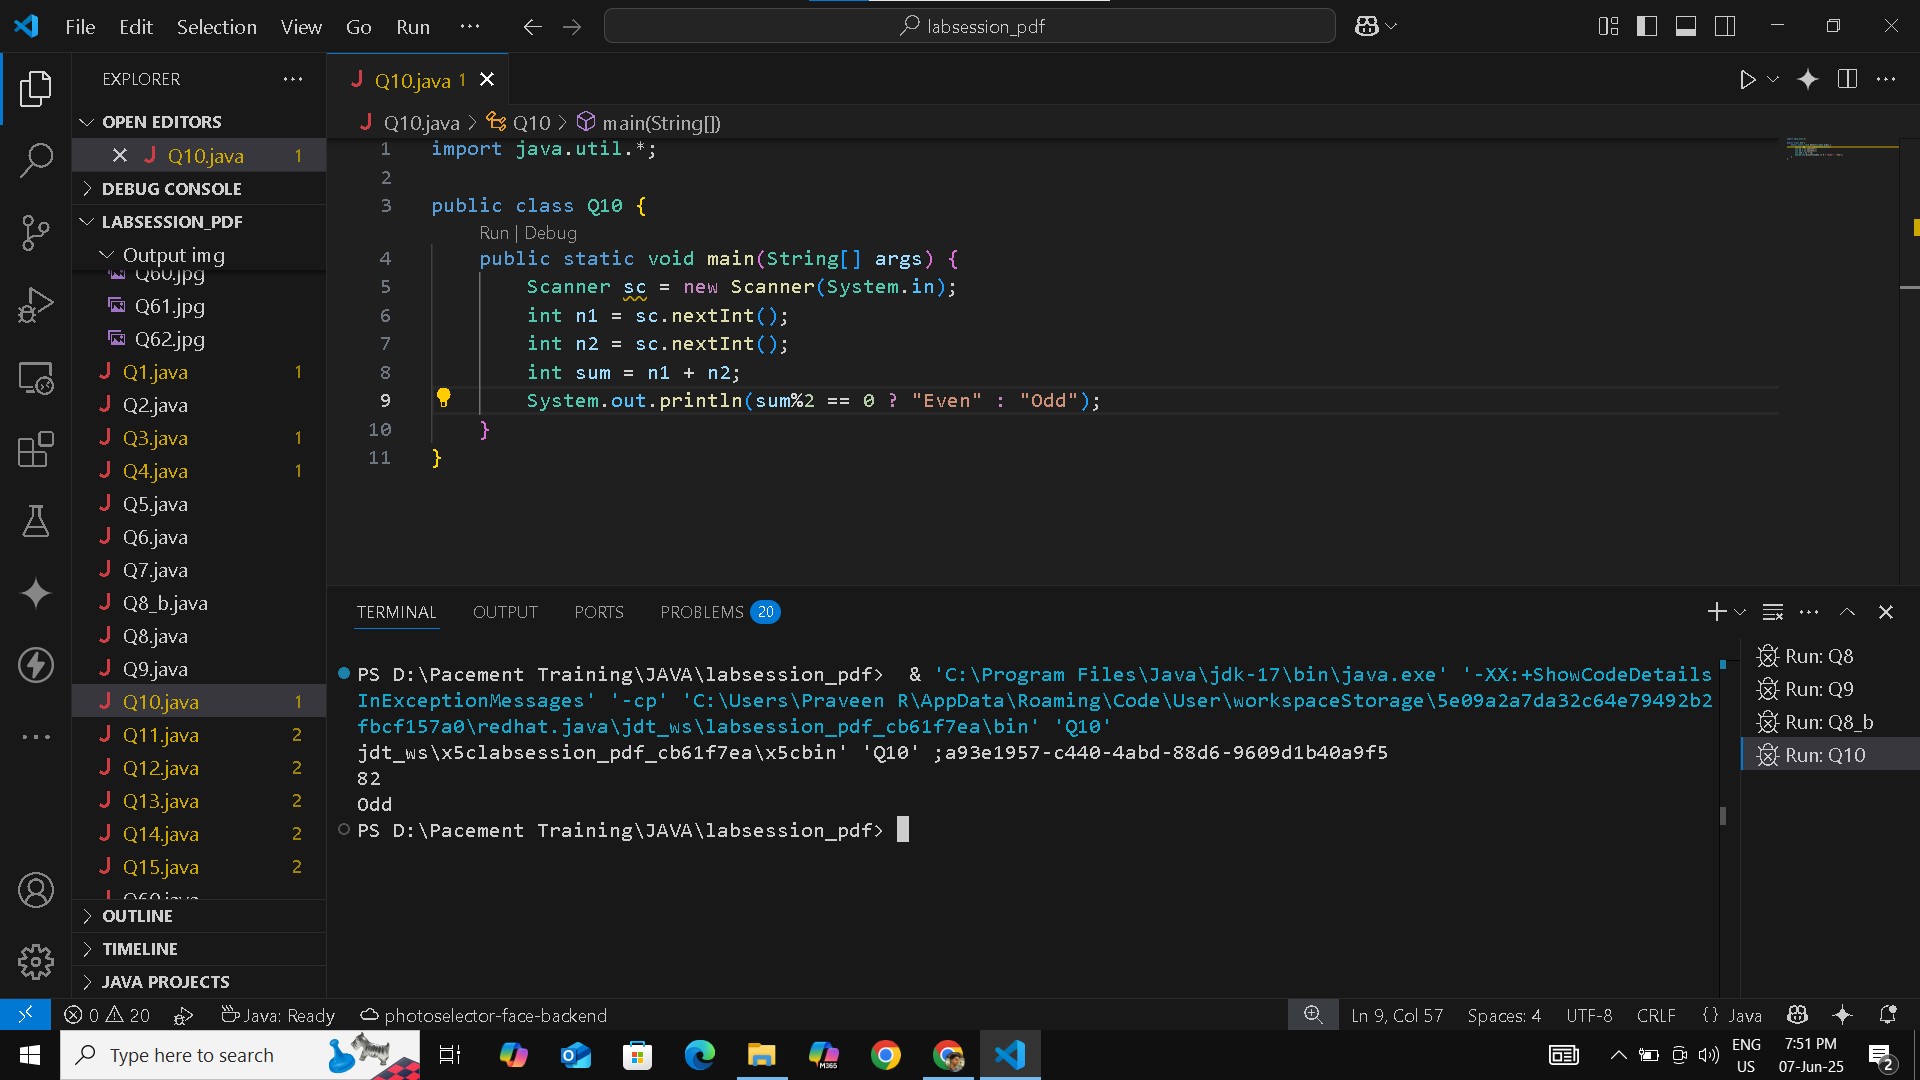 File Edit Selection View Go Run ··· labsession_pdf
EXPLORER ···
OPEN EDITORS
Q10.java 1
DEBUG CONSOLE
LABSESSION_PDF
Output img
Q60.jpg
Q61.jpg
Q62.jpg
Q1.java 1
Q2.java
Q3.java 1
Q4.java 1
Q5.java
Q6.java
Q7.java
Q8_b.java
Q8.java
Q9.java
Q10.java 1
Q11.java 2
Q12.java 2
Q13.java 2
Q14.java 2
Q15.java 2
OUTLINE
TIMELINE
JAVA PROJECTS
Q10.java 1
Q10.java > Q10 > main(String[])
1 import java.util.*;
2
3 public class Q10 {
Run | Debug
4 public static void main(String[] args) {
5 Scanner sc = new Scanner(System.in);
6 int n1 = sc.nextInt();
7 int n2 = sc.nextInt();
8 int sum = n1 + n2;
9 System.out.println(sum%2 == 0 ? "Even" : "Odd");
10 }
11 }
TERMINAL OUTPUT PORTS PROBLEMS 20
PS D:\Pacement Training\JAVA\labsession_pdf> & 'C:\Program Files\Java\jdk-17\bin\java.exe' '-XX:+ShowCodeDetails
InExceptionMessages' '-cp' 'C:\Users\Praveen R\AppData\Roaming\Code\User\workspaceStorage\5e09a2a7da32c64e79492b2
fbcf157a0\redhat.java\jdt_ws\labsession_pdf_cb61f7ea\bin' 'Q10'
jdt_ws\x5clabsession_pdf_cb61f7ea\x5cbin' 'Q10' ;a93e1957-c440-4abd-88d6-9609d1b40a9f5
82
Odd
PS D:\Pacement Training\JAVA\labsession_pdf>
Run: Q8
Run: Q9
Run: Q8_b
Run: Q10
0 20 Java: Ready photoselector-face-backend Ln 9, Col 57 Spaces: 4 UTF-8 CRLF {} Java
Type here to search
M365
ENG
US
7:51 PM
07-Jun-25
2